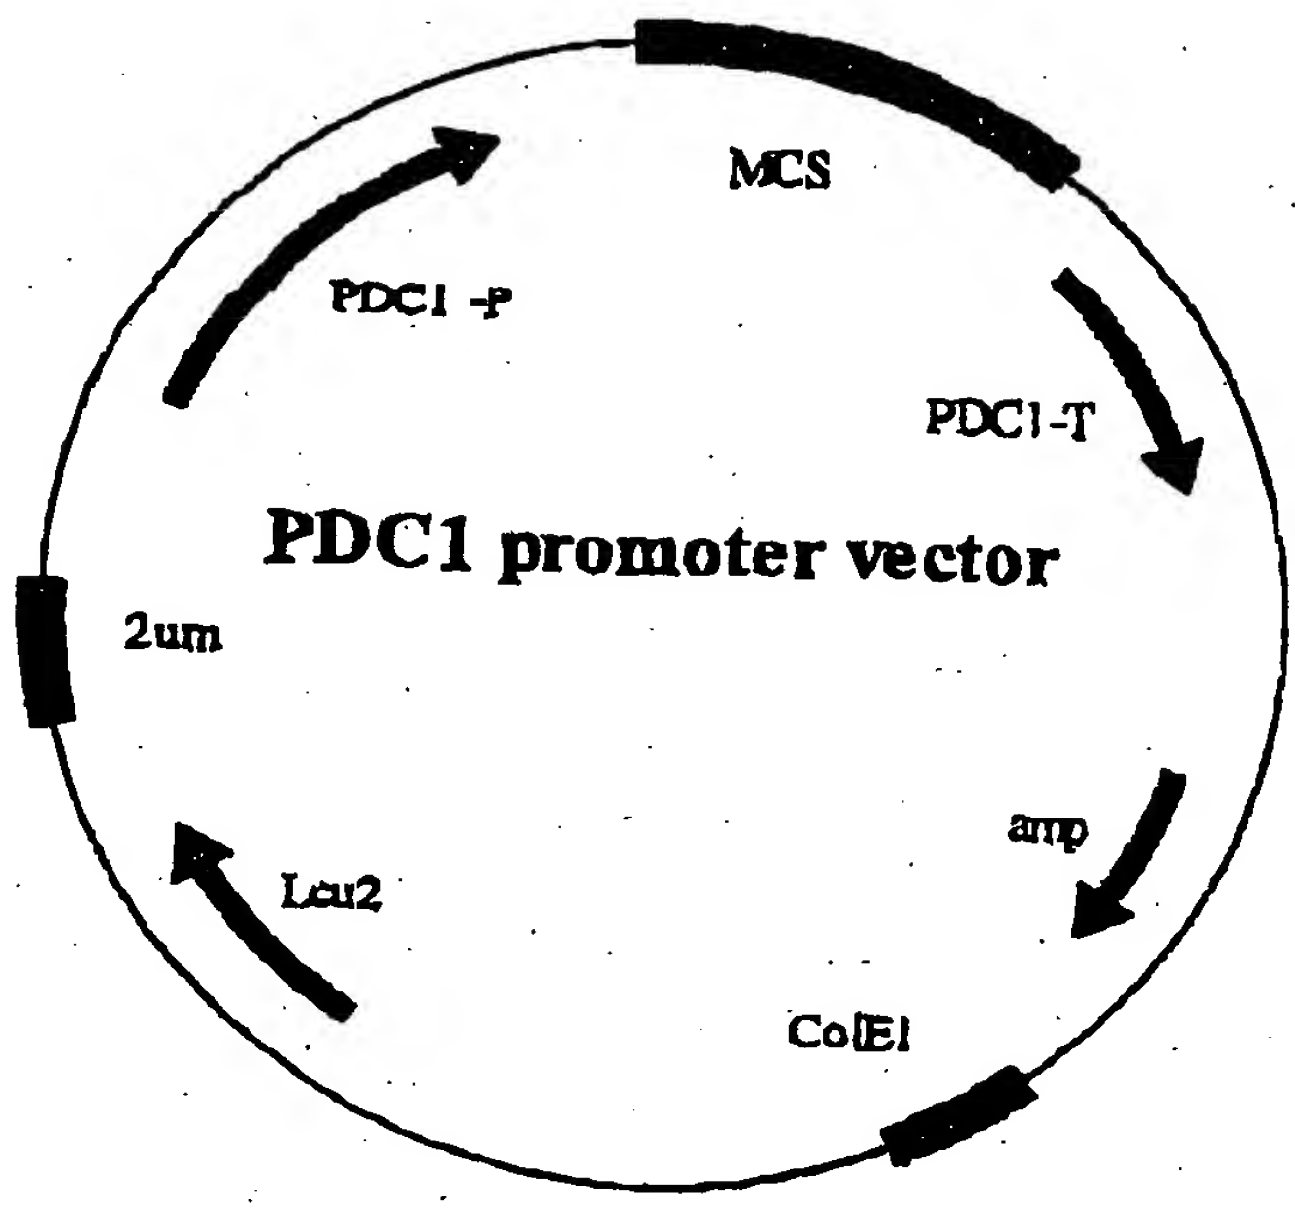 MCS
PDC1 -P
PDC1-T
PDC1 promoter vector
2um
amp
Leu2
ColE1